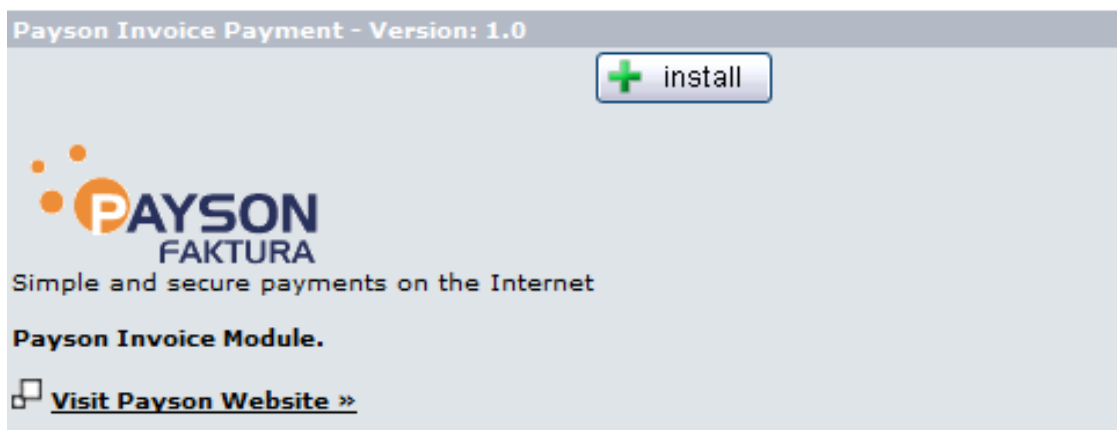 Payson Invoice Payment - Version: 1.0
install
PAYSON
FAKTURA
Simple and secure payments on the Internet
Payson Invoice Module.
Visit Payson Website »